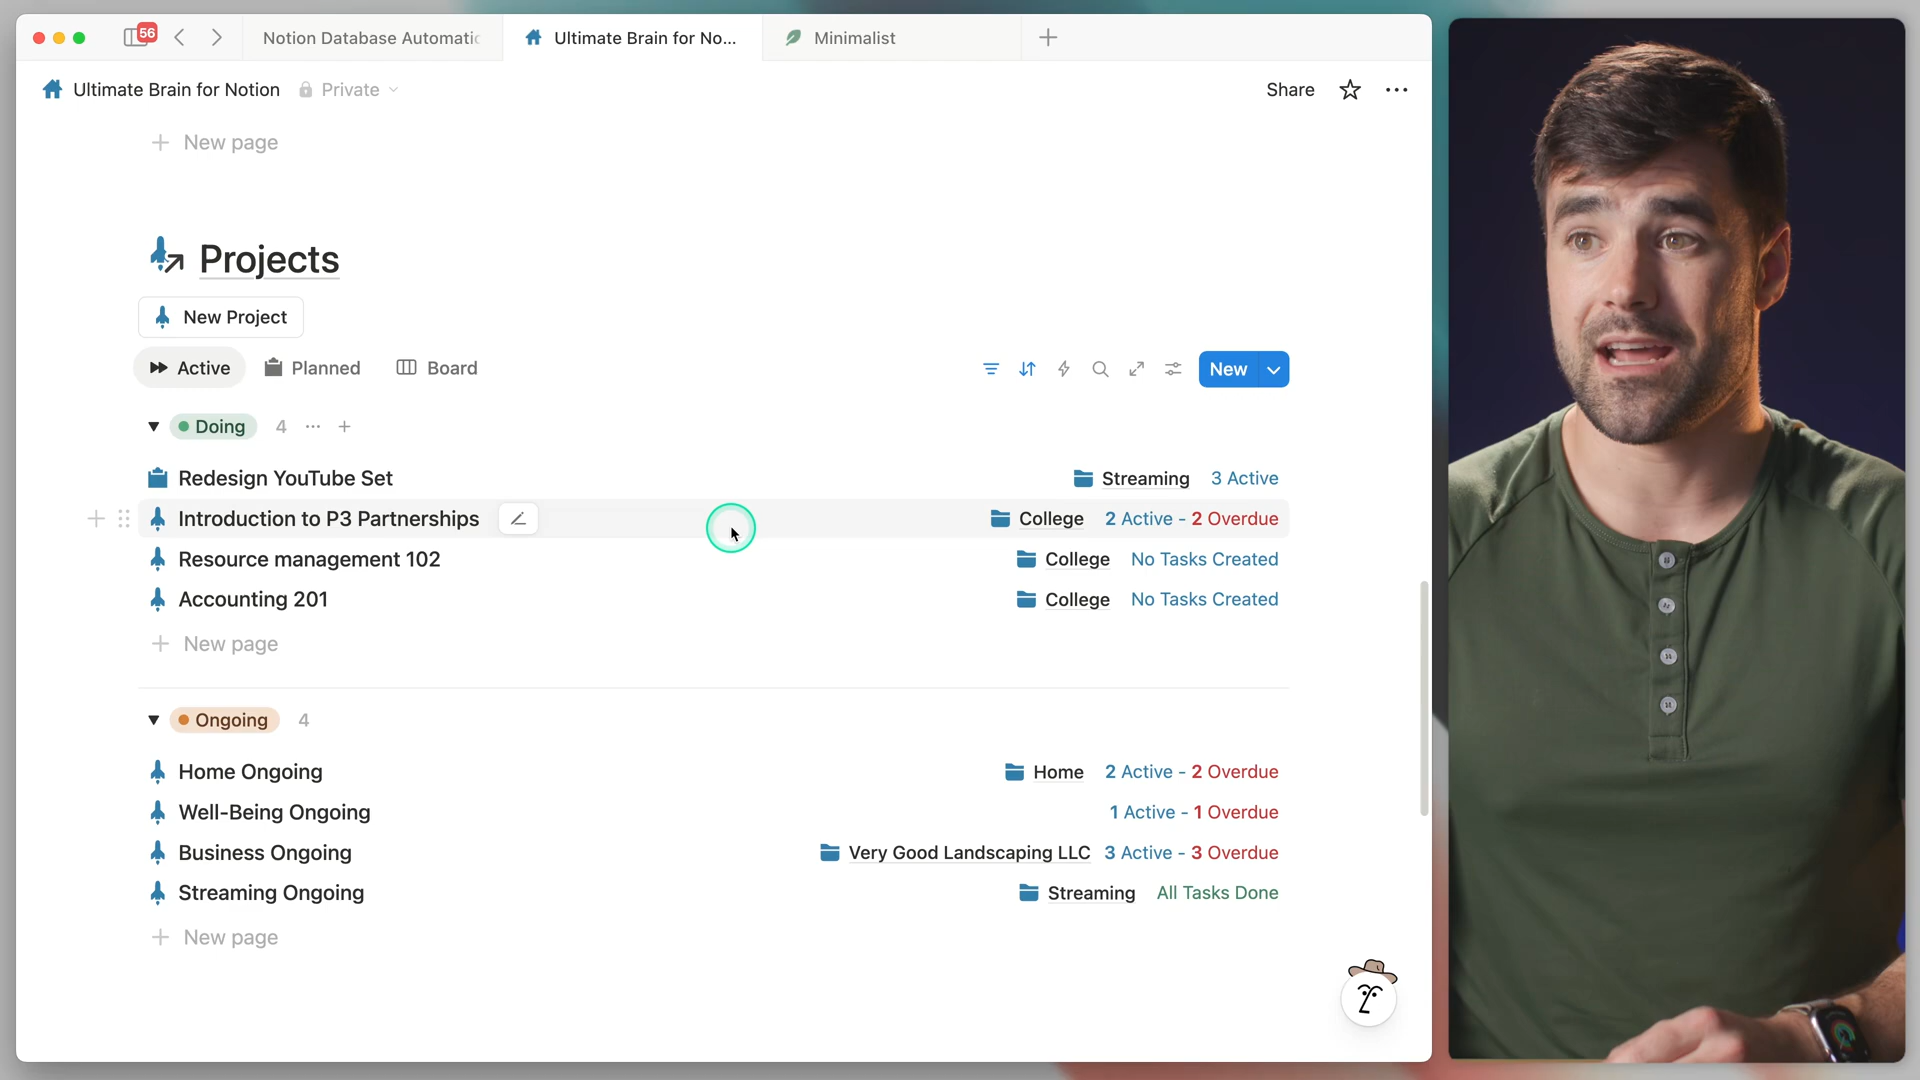 56
Notion Database Automatic
Ultimate Brain for No...
Minimalist
Ultimate Brain for Notion
Private
Share
New page
Projects
New Project
Active
Planned
Board
New
Doing 4
Redesign YouTube Set
Streaming 3 Active
Introduction to P3 Partnerships
College 2 Active - 2 Overdue
Resource management 102
College No Tasks Created
Accounting 201
College No Tasks Created
New page
Ongoing 4
Home Ongoing
Home 2 Active - 2 Overdue
Well-Being Ongoing
1 Active - 1 Overdue
Business Ongoing
Very Good Landscaping LLC 3 Active - 3 Overdue
Streaming Ongoing
Streaming All Tasks Done
New page